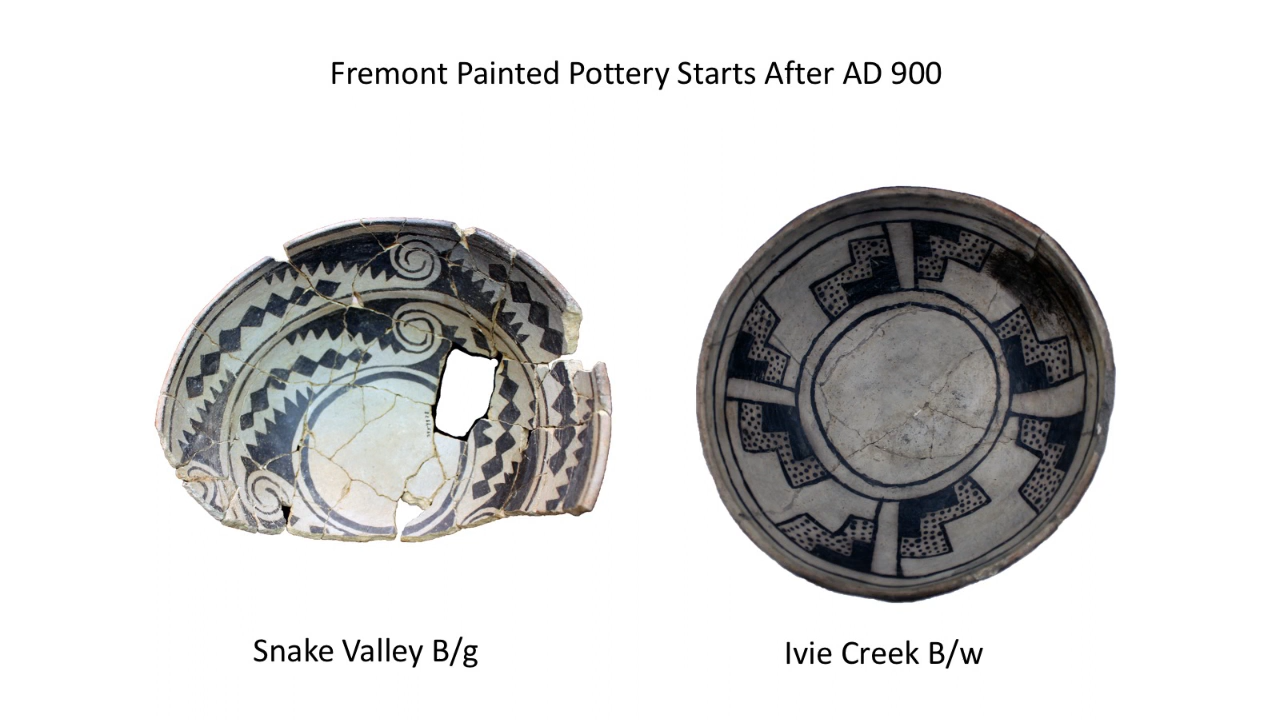 Fremont Painted Pottery Starts After AD 900
Snake Valley B/g
Ivie Creek B/w